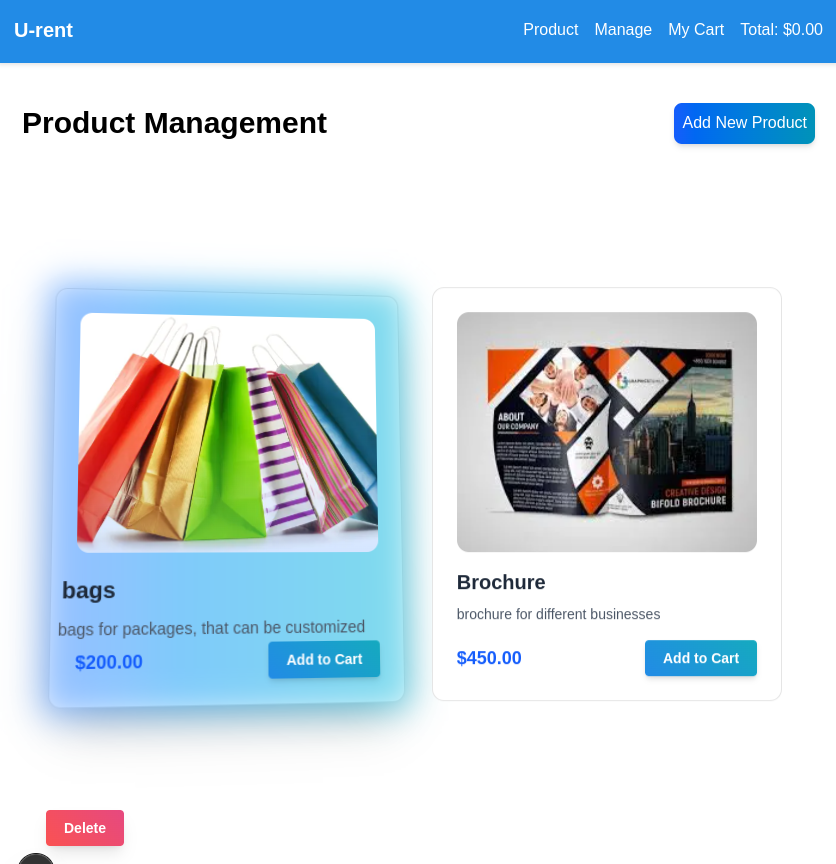 U-rent
Product Manage My Cart Total: $0.00
Product Management
Add New Product
bags
bags for packages, that can be customized
$200.00
Add to Cart
ABOUT
OUR COMPANY
CREATIVE DESIGN
BIFOLD BROCHURE
Brochure
brochure for different businesses
$450.00
Add to Cart
Delete